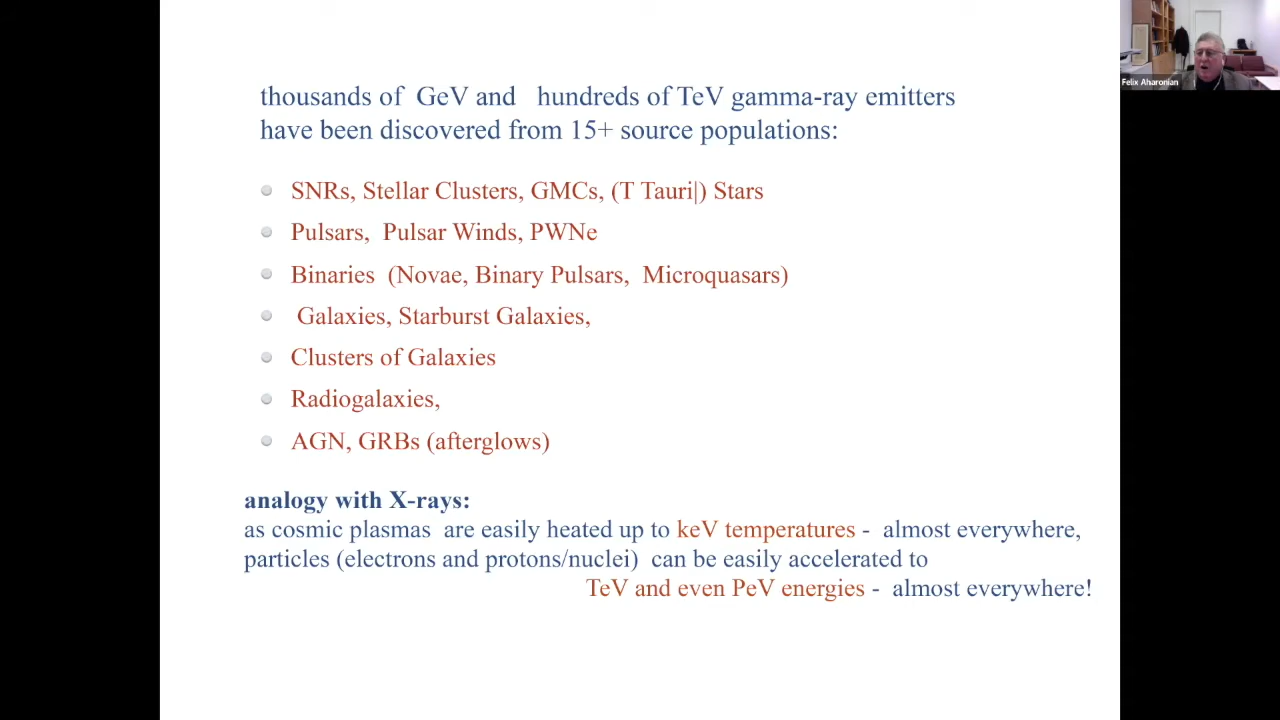 thousands of GeV and hundreds of TeV gamma-ray emitters
have been discovered from 15+ source populations:
SNRs, Stellar Clusters, GMCs, (T Tauri|) Stars
Pulsars, Pulsar Winds, PWNe
Binaries (Novae, Binary Pulsars, Microquasars)
Galaxies, Starburst Galaxies,
Clusters of Galaxies
Radiogalaxies,
AGN, GRBs (afterglows)
analogy with X-rays:
as cosmic plasmas are easily heated up to keV temperatures - almost everywhere,
particles (electrons and protons/nuclei) can be easily accelerated to
TeV and even PeV energies - almost everywhere!
Felix Aharonian